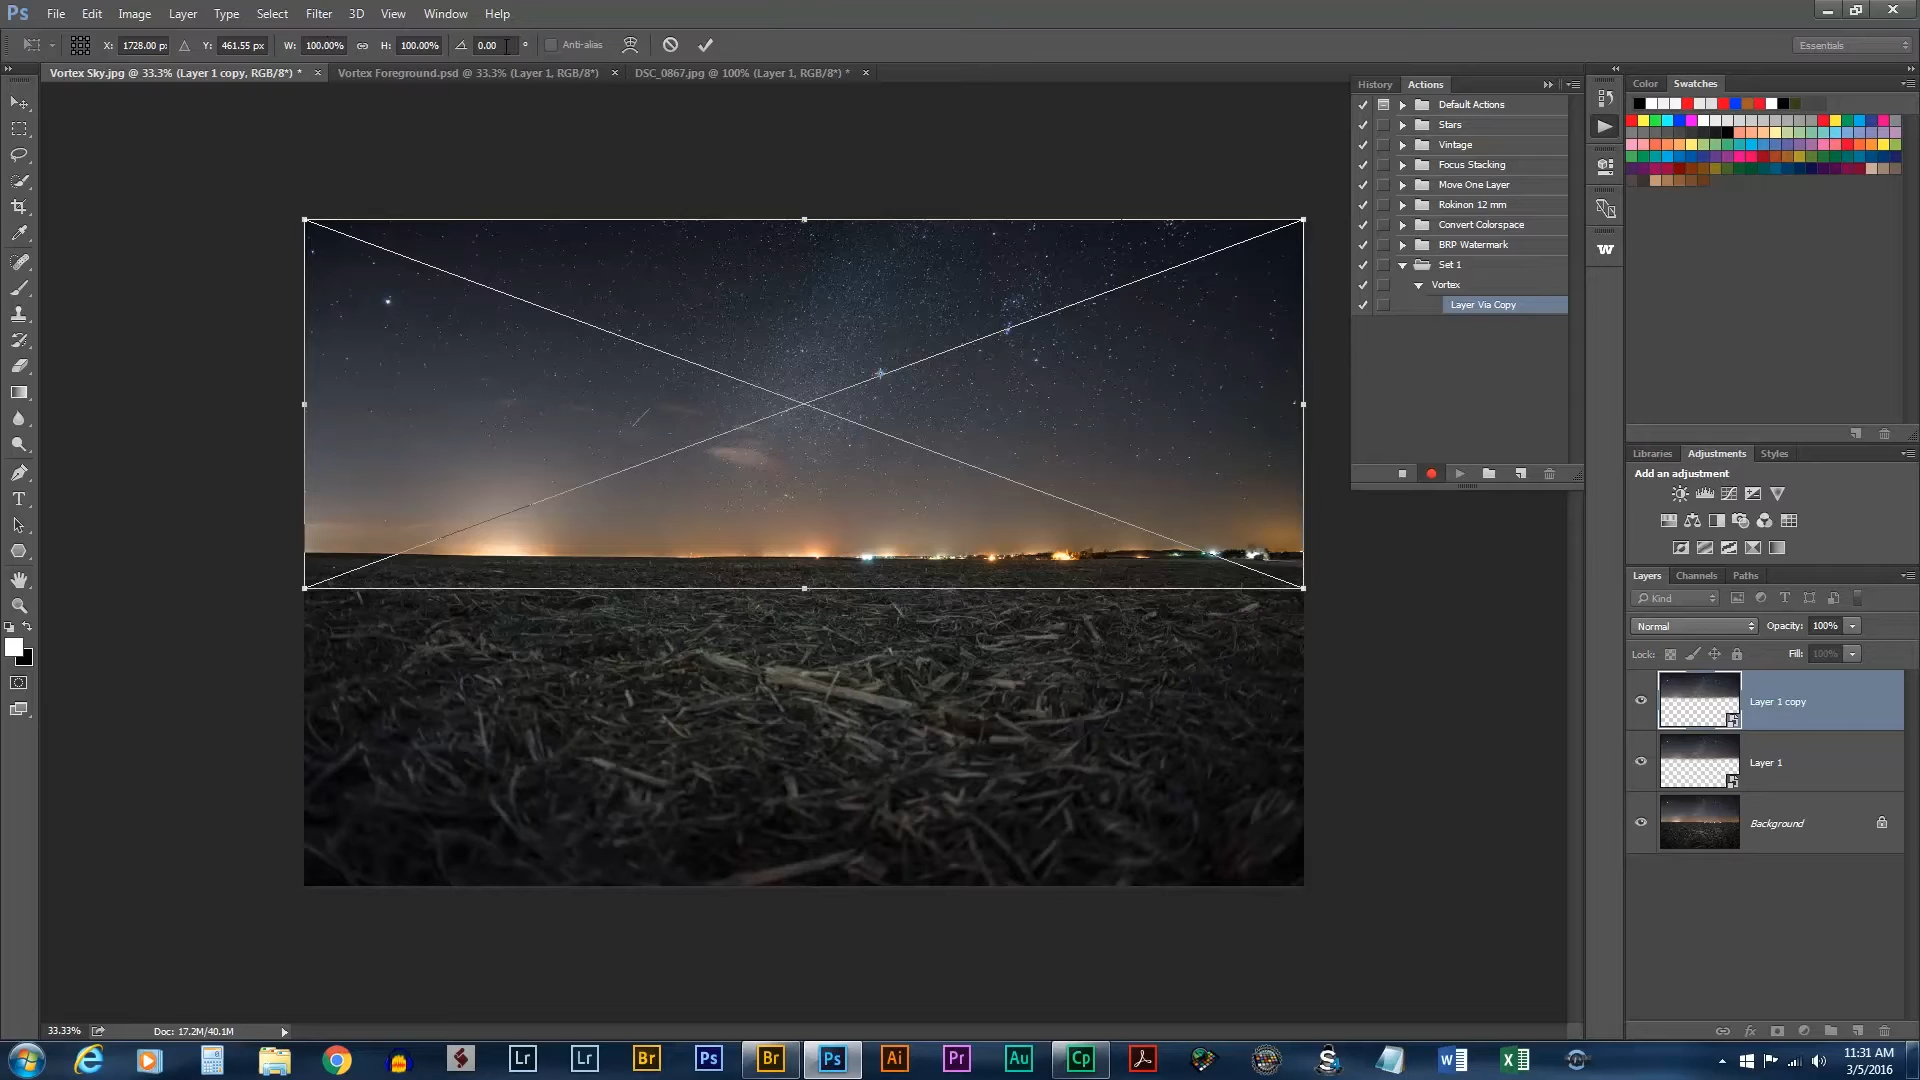 Ps File Edit Image Layer Type Select Filter 3D View Window Help
X: 1728.00 px Y: 461.55 px W: 100.00% H: 100.00% 0.00 ° Anti-alias Essentials
Vortex Sky.jpg @ 33.3% (Layer 1 copy, RGB/8*) * × Vortex Foreground.psd @ 33.3% (Layer 1, RGB/8*) × DSC_0867.jpg @ 100% (Layer 1, RGB/8*) * ×
History Actions
Default Actions
Stars
Vintage
Focus Stacking
Move One Layer
Rokinon 12 mm
Convert Colorspace
BRP Watermark
Set 1
Vortex
Layer Via Copy
Color Swatches
Libraries Adjustments Styles
Add an adjustment
Layers Channels Paths
Kind
Normal Opacity: 100%
Lock: Fill: 100%
Layer 1 copy
Layer 1
Background
33.33% Doc: 17.2M/40.1M
Lr Lr Br Ps Br Ps Ai Pr Au Cp
11:31 AM
3/5/2016